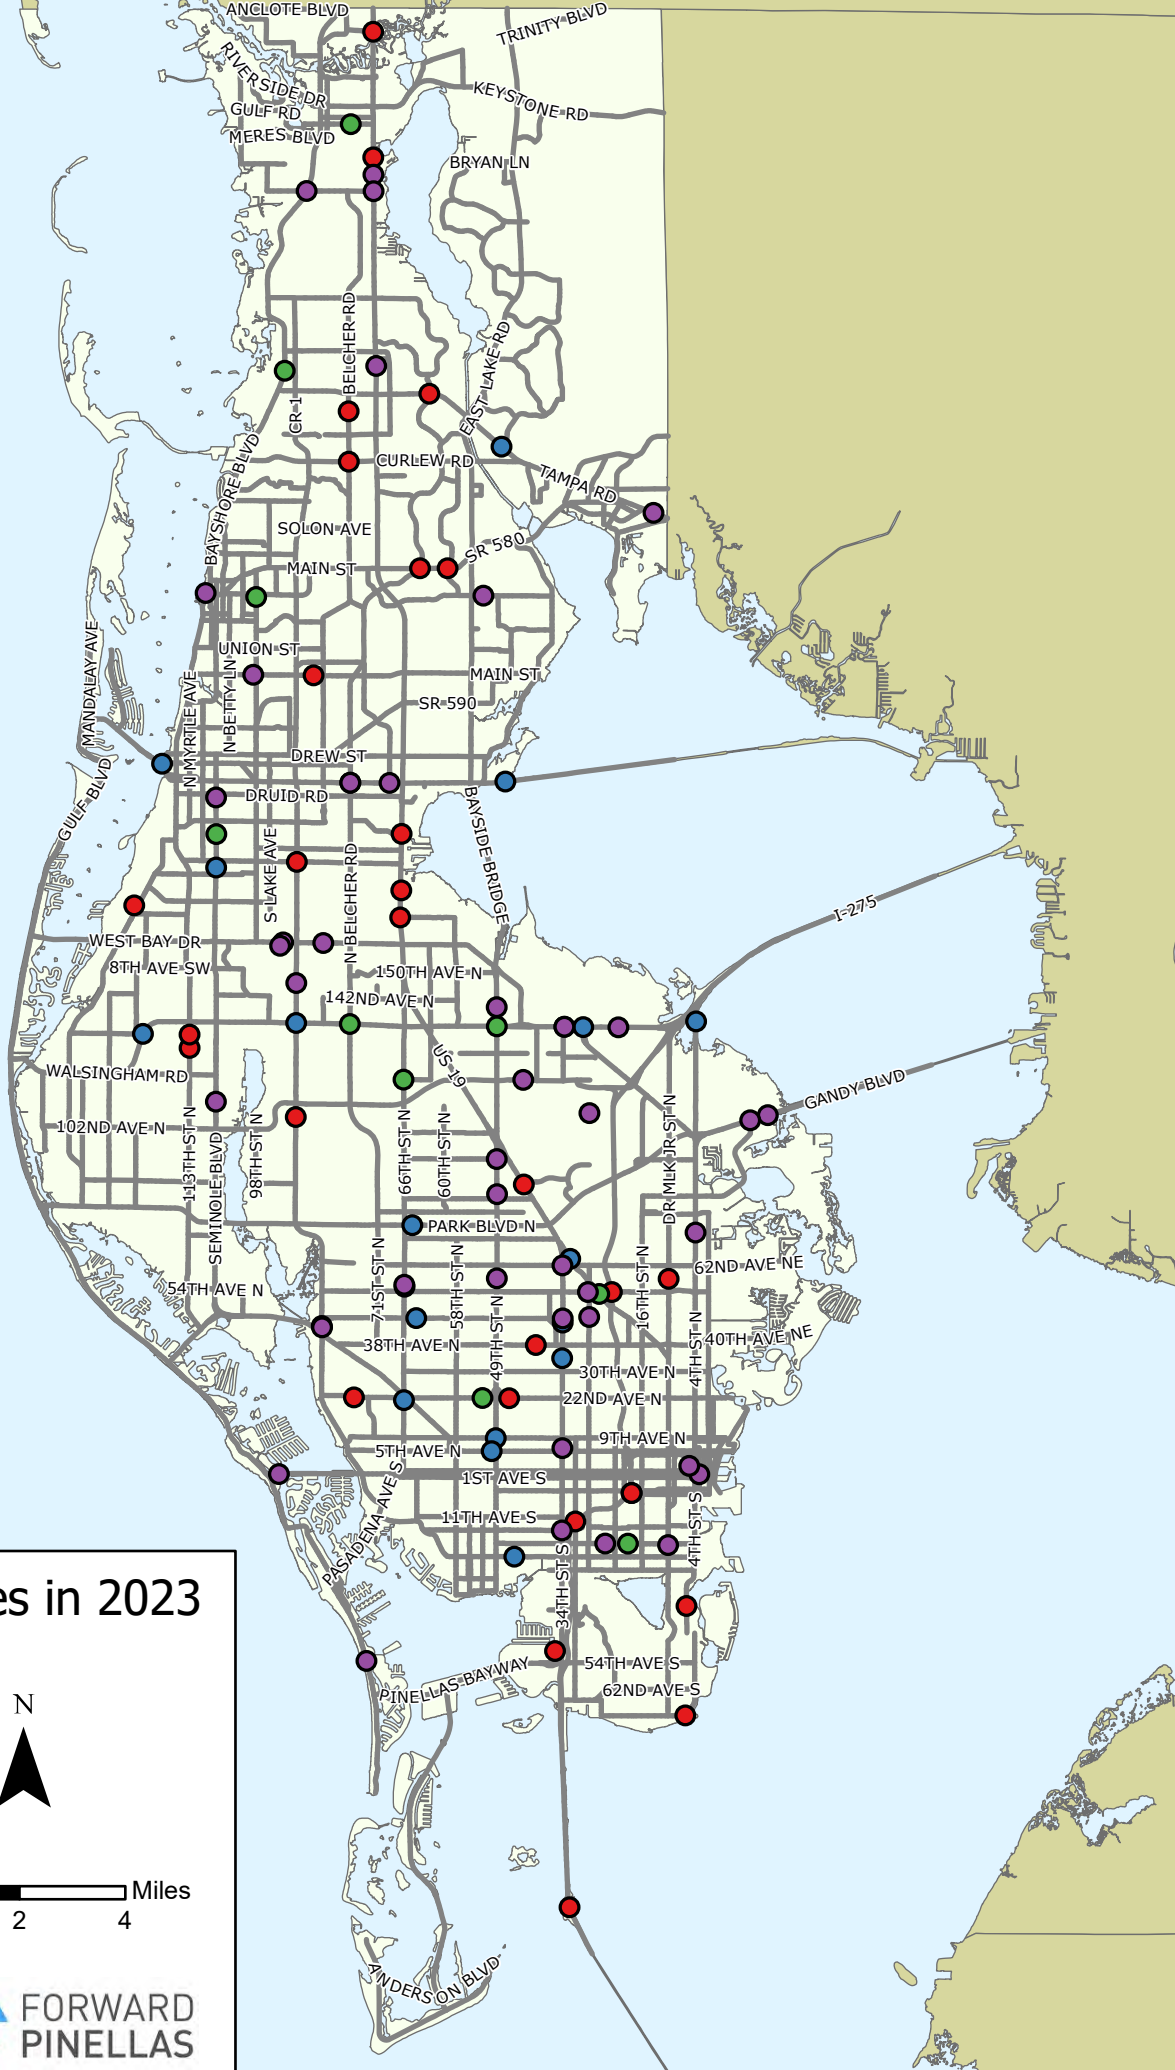 ANCLOTE BLVD
TRINITY BLVD
RIVERSIDE DR
KEYSTONE RD
GULF RD
MERES BLVD
BRYAN LN
BELCHER RD
EAST LAKE RD
CR 1
BAYSHORE BLVD
CURLEW RD
TAMPA RD
SOLON AVE
SR 580
MAIN ST
MANDALAY AVE
UNION ST
N BETTY LN
MAIN ST
N MYRTLE AVE
SR 590
DREW ST
GULF BLVD
DRUID RD
BAYSIDE BRIDGE
S LAKE AVE
N BELCHER RD
I-275
WEST BAY DR
8TH AVE SW
150TH AVE N
142ND AVE N
US 19
WALSINGHAM RD
GANDY BLVD
102ND AVE N
113TH ST N
SEMINOLE BLVD
98TH ST N
66TH ST N
60TH ST N
DR MLK JR ST N
PARK BLVD N
71ST ST N
58TH ST N
16TH ST N
62ND AVE NE
54TH AVE N
49TH ST N
4TH ST N
40TH AVE NE
38TH AVE N
30TH AVE N
22ND AVE N
9TH AVE N
5TH AVE N
1ST AVE S
PASADENA AVE S
11TH AVE S
4TH ST S
34TH ST S
54TH AVE S
PINELLAS BAYWAY
62ND AVE S
ANDERSON BLVD
es in 2023
N
Miles
2 4
FORWARD
PINELLAS